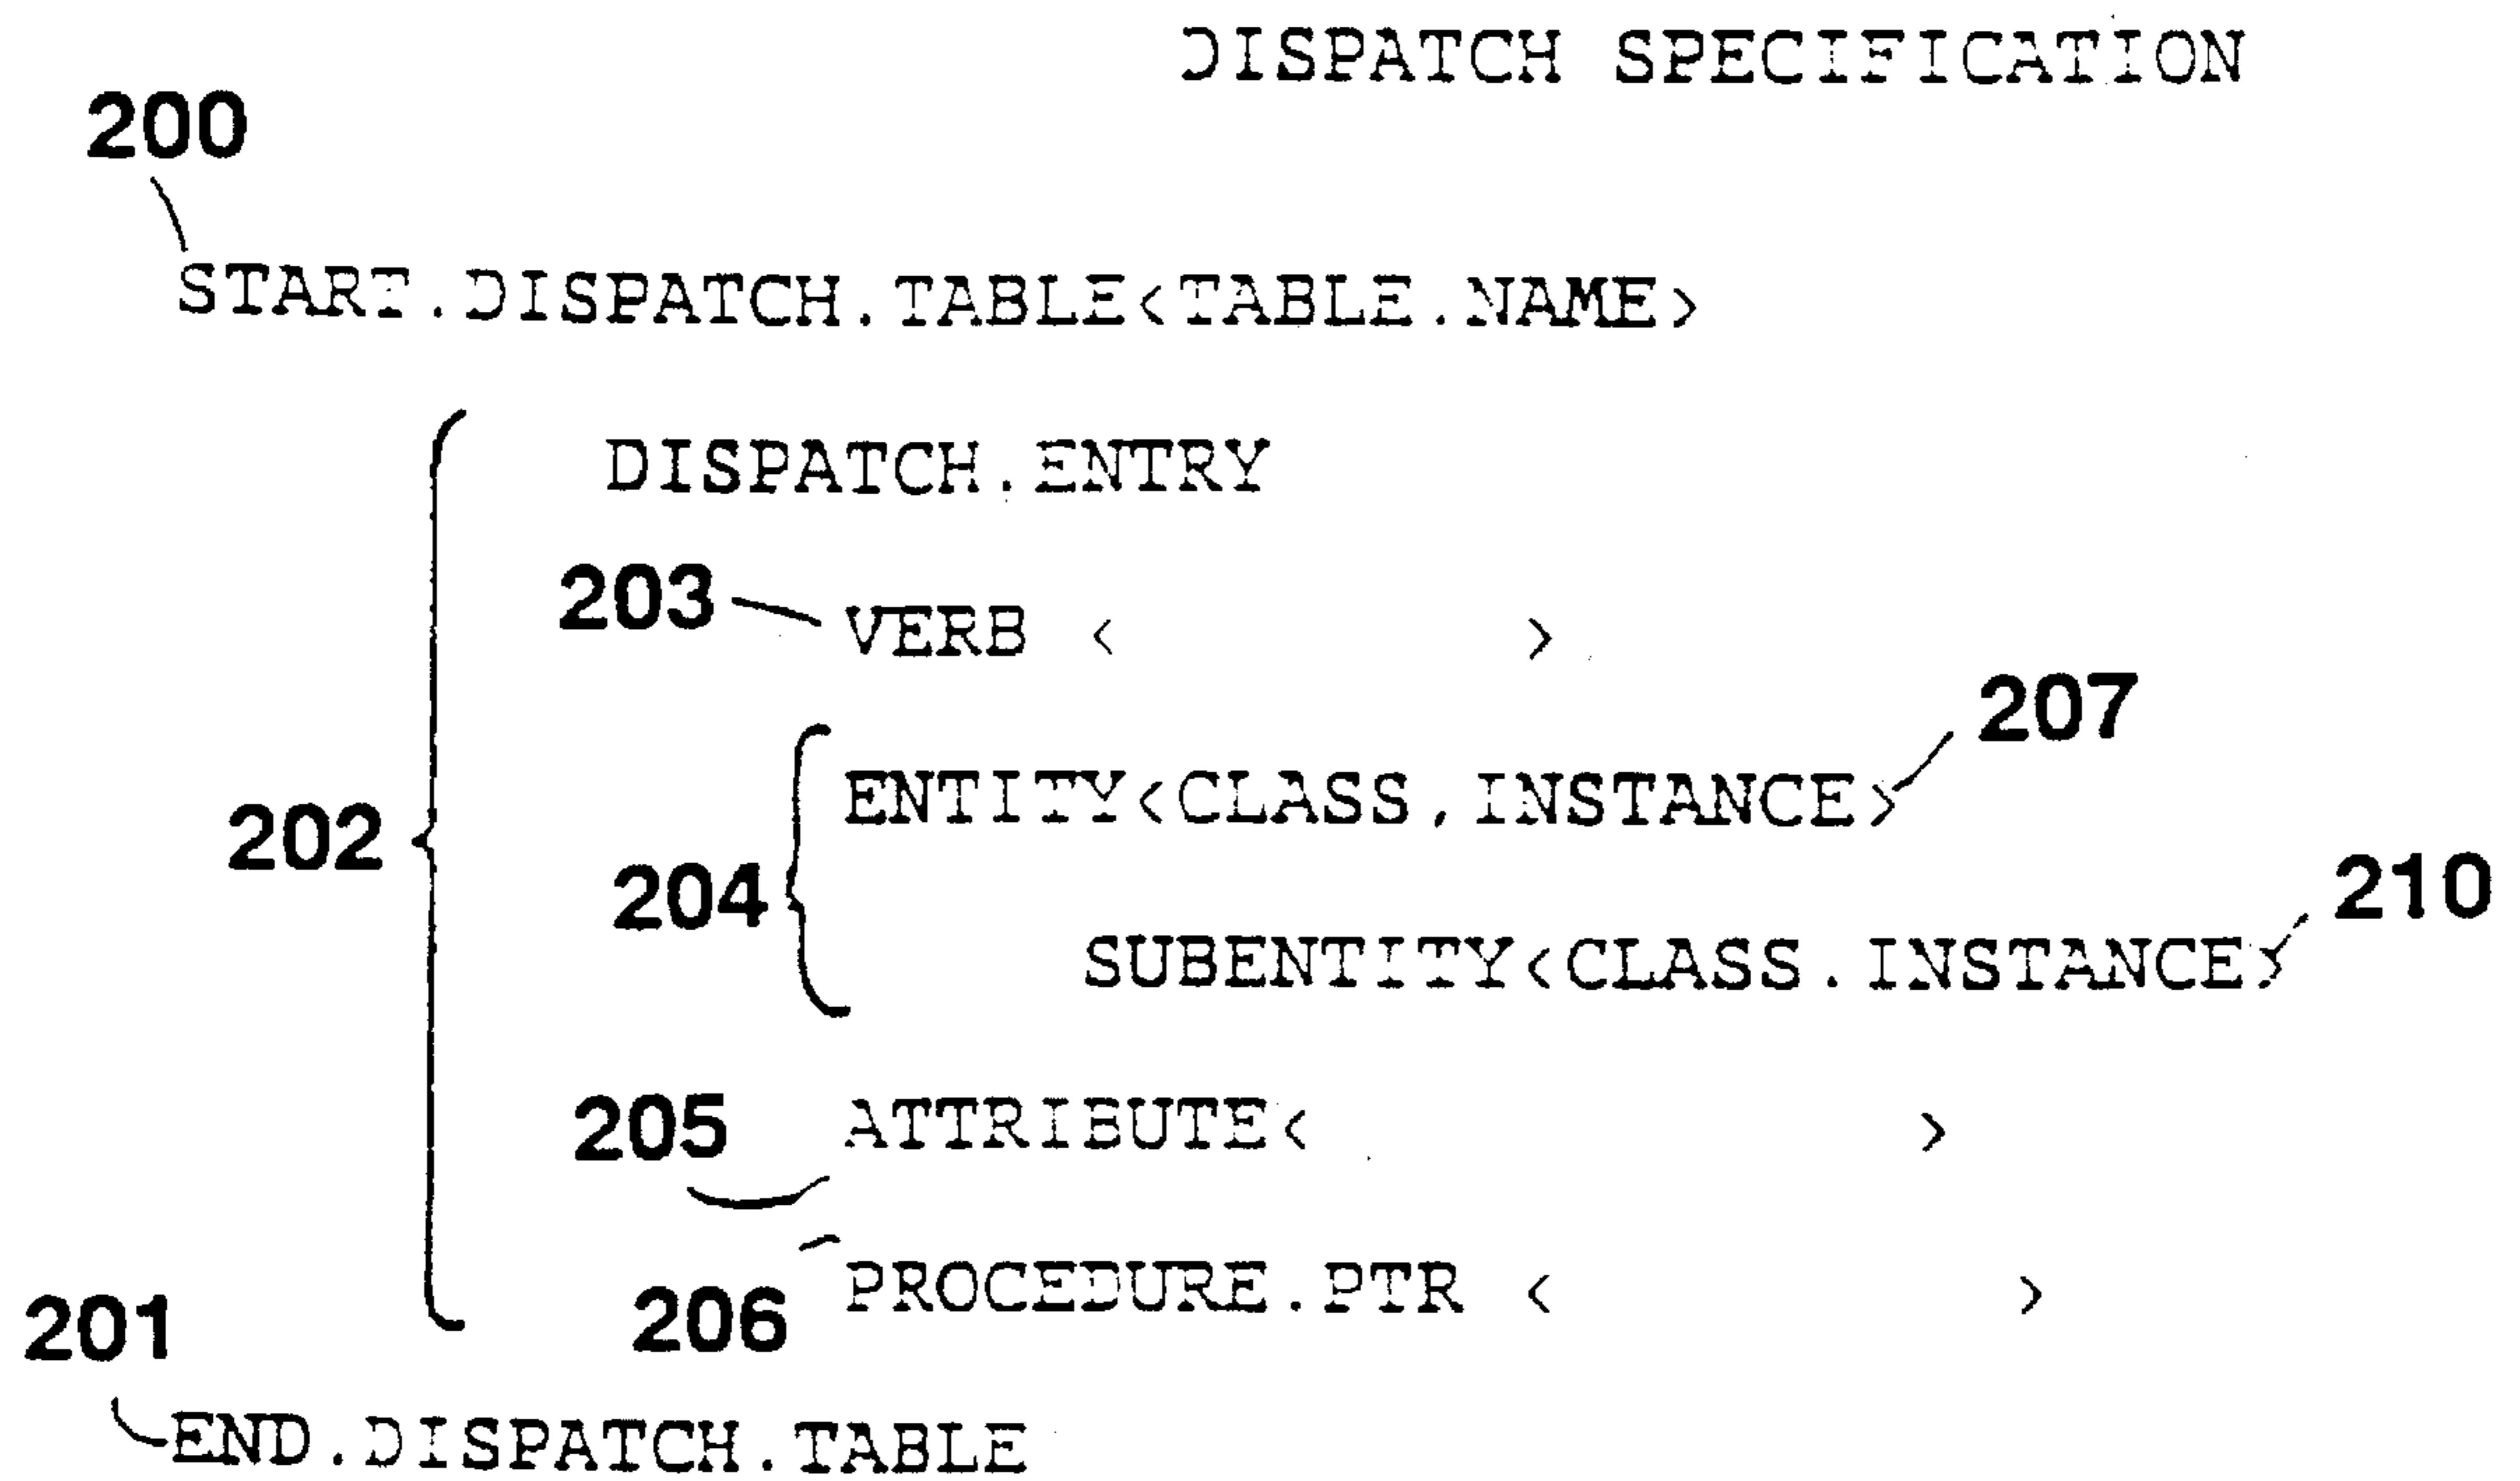 DISPATCH SPECIFICATION
200
START.DISPATCH.TABLE<TABLE.NAME>
DISPATCH.ENTRY
203 VERB < >
207
ENTITY<CLASS,INSTANCE>
202
204
210
SUBENTITY<CLASS.INSTANCE>
205 ATTRIBUTE< >
206 PROCEDURE.PTR < >
201
END.DISPATCH.TABLE